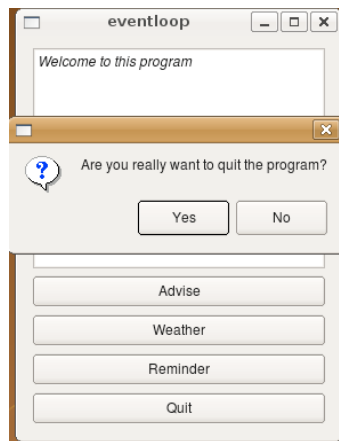 eventloop
Welcome to this program
Are you really want to quit the program?
Yes No
Advise
Weather
Reminder
Quit